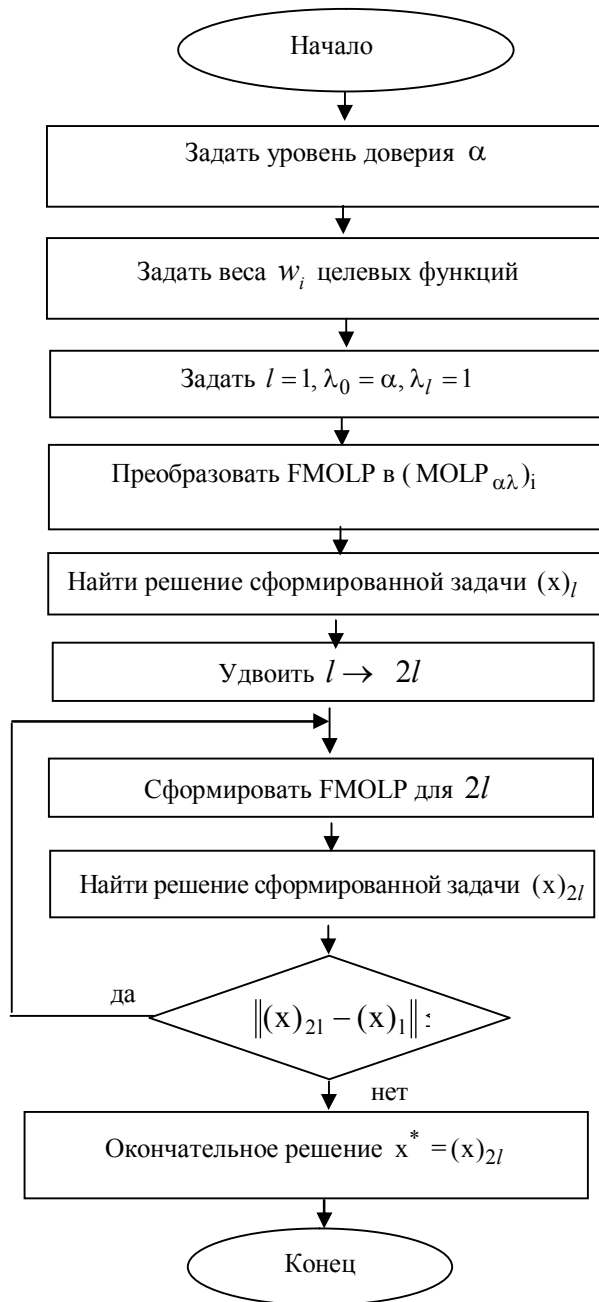 Начало
Задать уровень доверия α
Задать веса w_i целевых функций
Задать l = 1, λ_0 = α, λ_l = 1
Преобразовать FMOLP в (MOLP_αλ)_i
Найти решение сформированной задачи (x)_l
Удвоить l → 2l
Сформировать FMOLP для 2l
Найти решение сформированной задачи (x)_2l
да
‖(x)_2l − (x)_l‖
нет
Окончательное решение x* = (x)_2l
Конец